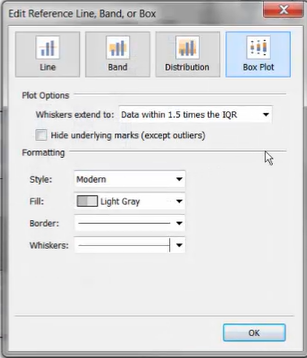 Edit Reference Line, Band, or Box
Line Band Distribution Box Plot
Plot Options
Whiskers extend to: Data within 1.5 times the IQR
Hide underlying marks (except outliers)
Formatting
Style: Modern
Fill: Light Gray
Border:
Whiskers:
OK